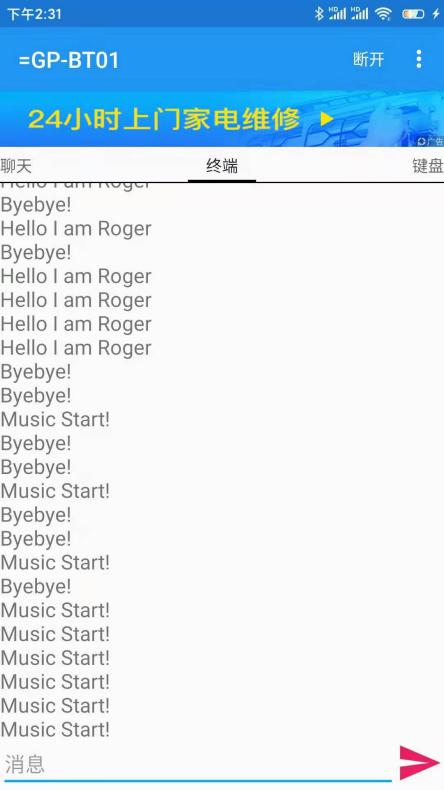 下午2:31
=GP-BT01
断开
24小时上门家电维修
广告
聊天
终端
键盘
Hello I am Roger
Byebye!
Hello I am Roger
Byebye!
Hello I am Roger
Hello I am Roger
Hello I am Roger
Hello I am Roger
Byebye!
Byebye!
Music Start!
Byebye!
Byebye!
Music Start!
Byebye!
Byebye!
Music Start!
Byebye!
Music Start!
Music Start!
Music Start!
Music Start!
Music Start!
Music Start!
消息